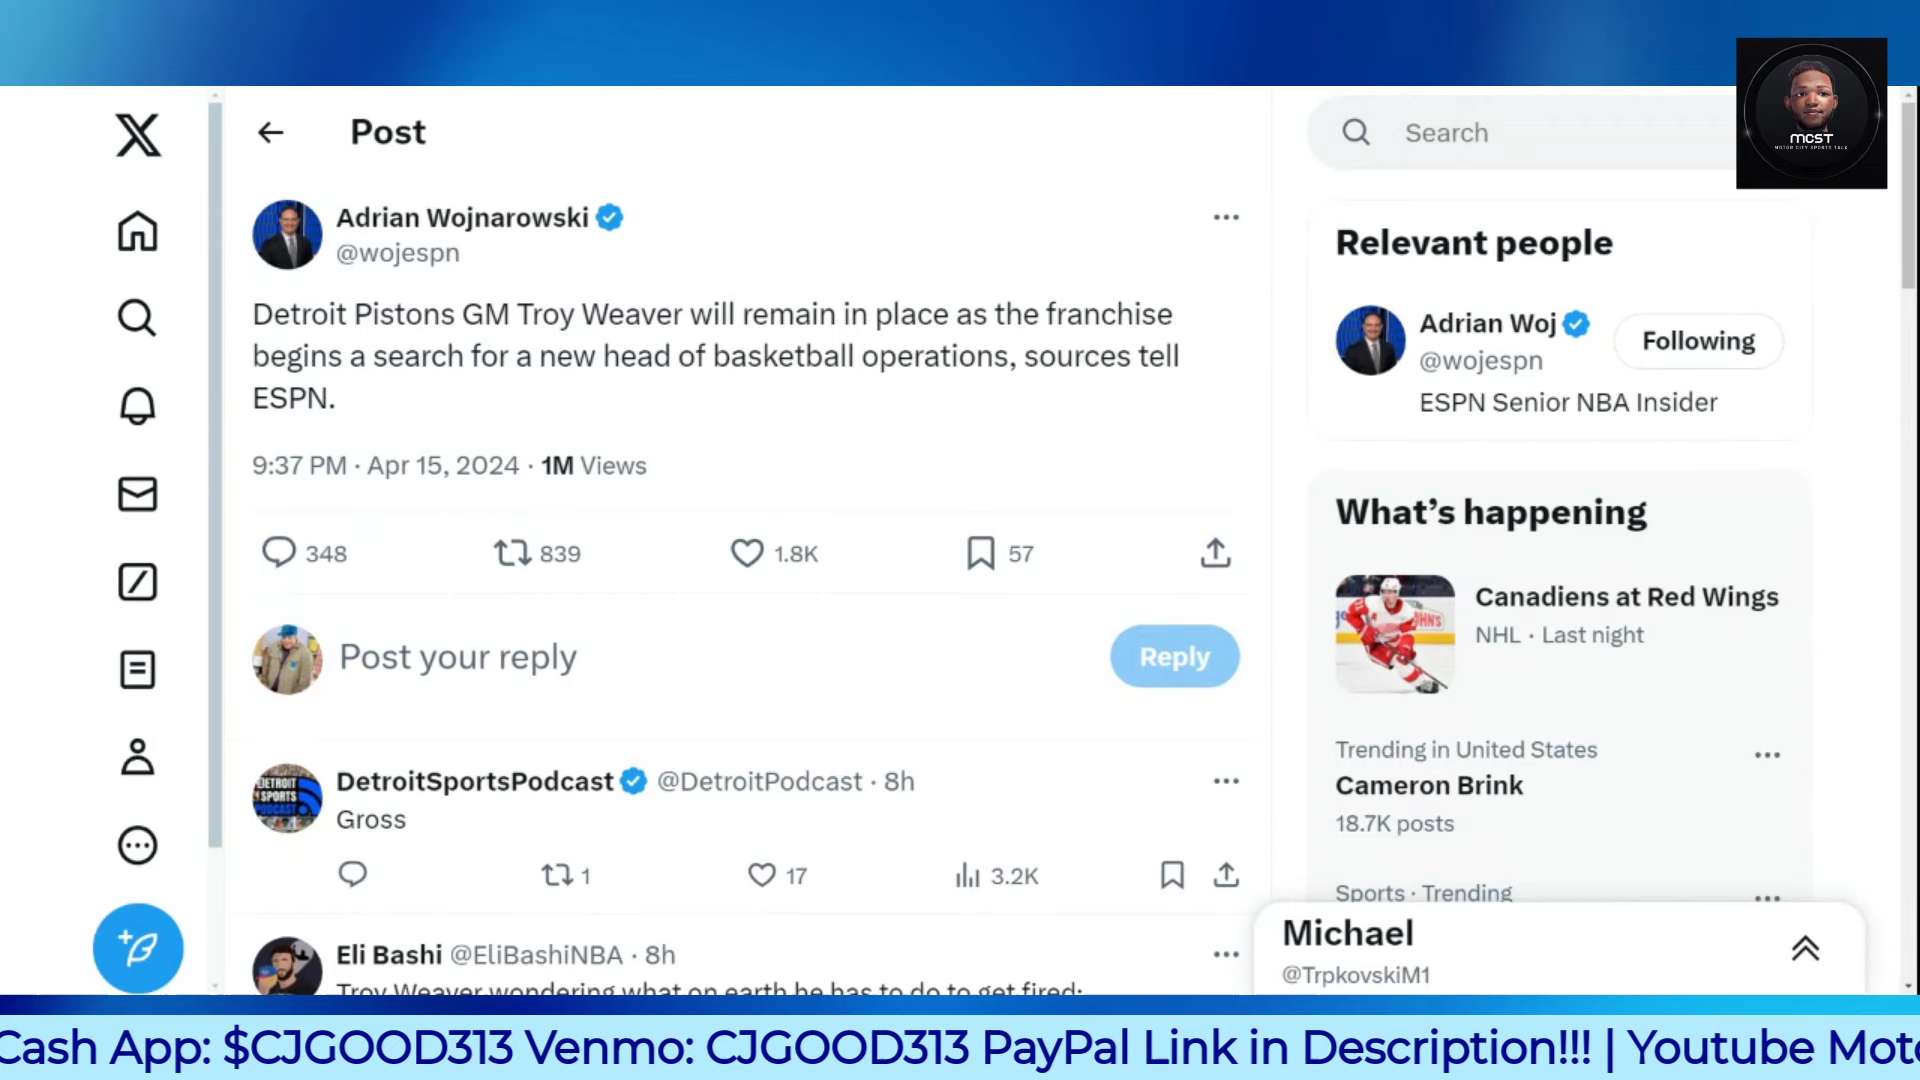 MCST
MOTOR CITY SPORTS TALK
Post
Search
Adrian Wojnarowski
@wojespn
Detroit Pistons GM Troy Weaver will remain in place as the franchise
begins a search for a new head of basketball operations, sources tell
ESPN.
9:37 PM · Apr 15, 2024 · 1M Views
348 839 1.8K 57
Post your reply
Reply
DetroitSportsPodcast @DetroitPodcast · 8h
Gross
1 17 3.2K
Eli Bashi @EliBashiNBA · 8h
Troy Weaver wondering what on earth he has to do to get fired:
Relevant people
Adrian Woj
@wojespn
Following
ESPN Senior NBA Insider
What's happening
Canadiens at Red Wings
NHL · Last night
Trending in United States
Cameron Brink
18.7K posts
Sports · Trending
Michael
@TrpkovskiM1
DETROIT
SPORTS
PODCAST
Cash App: $CJGOOD313 Venmo: CJGOOD313 PayPal Link in Description!!! | Youtube Moto